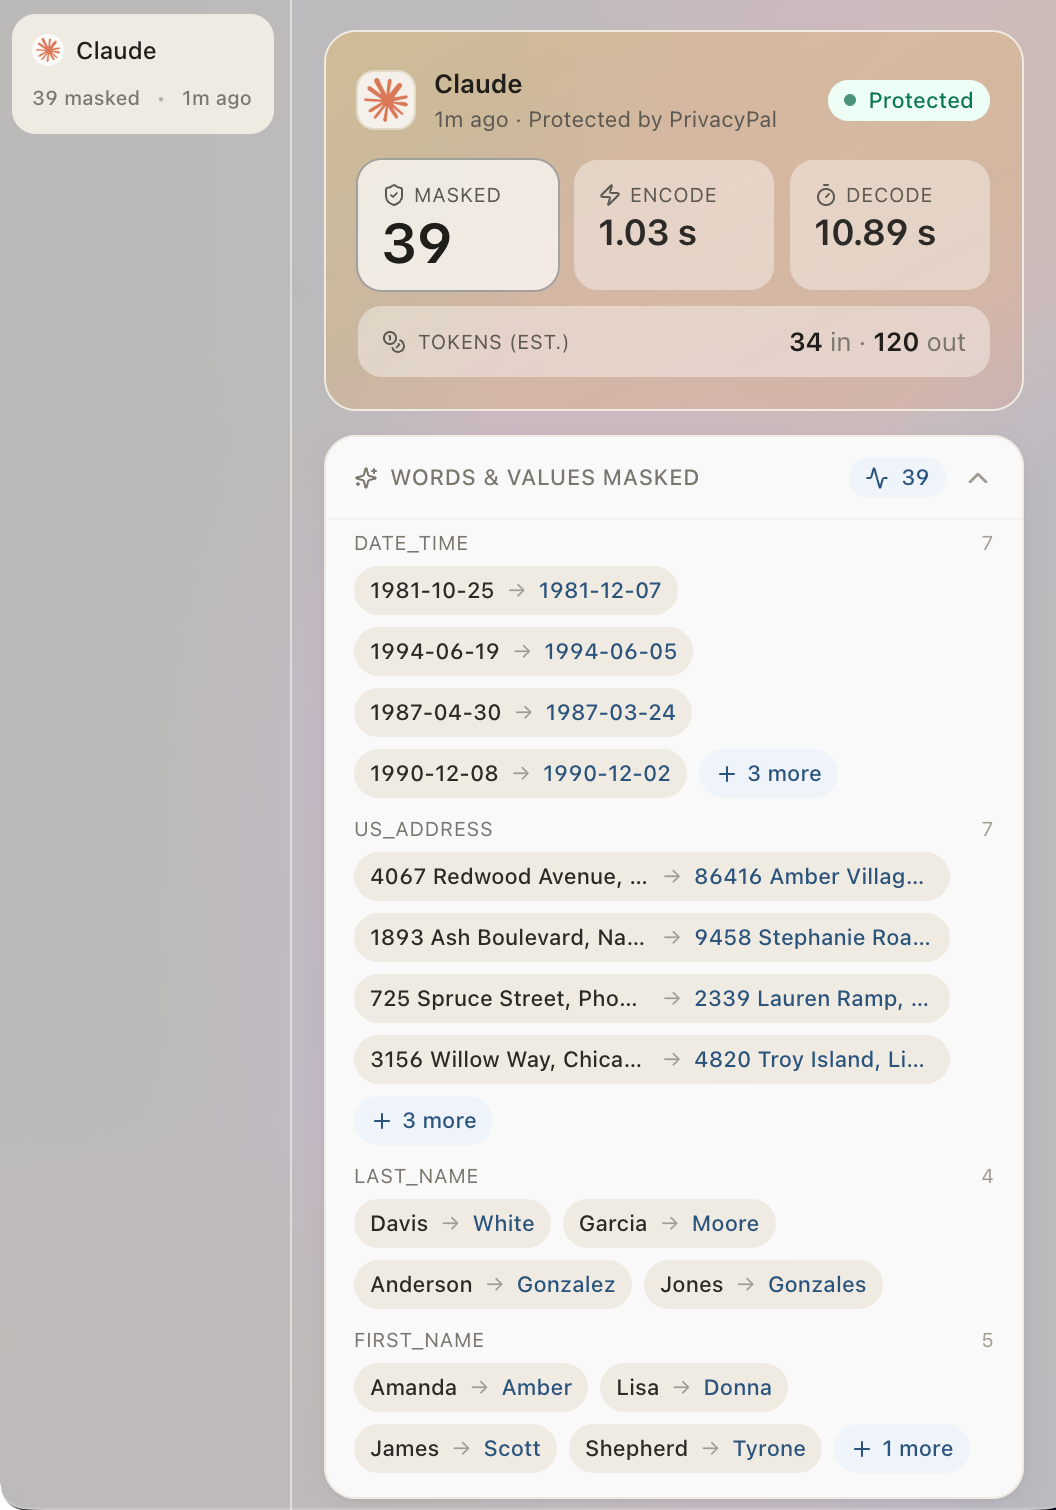 Claude
39 masked • 1m ago
Claude
1m ago · Protected by PrivacyPal
Protected
MASKED
39
ENCODE
1.03 s
DECODE
10.89 s
TOKENS (EST.)
34 in · 120 out
WORDS & VALUES MASKED
39
DATE_TIME 7
1981-10-25 → 1981-12-07
1994-06-19 → 1994-06-05
1987-04-30 → 1987-03-24
1990-12-08 → 1990-12-02 + 3 more
US_ADDRESS 7
4067 Redwood Avenue, ... → 86416 Amber Villag...
1893 Ash Boulevard, Na... → 9458 Stephanie Roa...
725 Spruce Street, Pho... → 2339 Lauren Ramp, ...
3156 Willow Way, Chica... → 4820 Troy Island, Li...
+ 3 more
LAST_NAME 4
Davis → White Garcia → Moore
Anderson → Gonzalez Jones → Gonzales
FIRST_NAME 5
Amanda → Amber Lisa → Donna
James → Scott Shepherd → Tyrone + 1 more